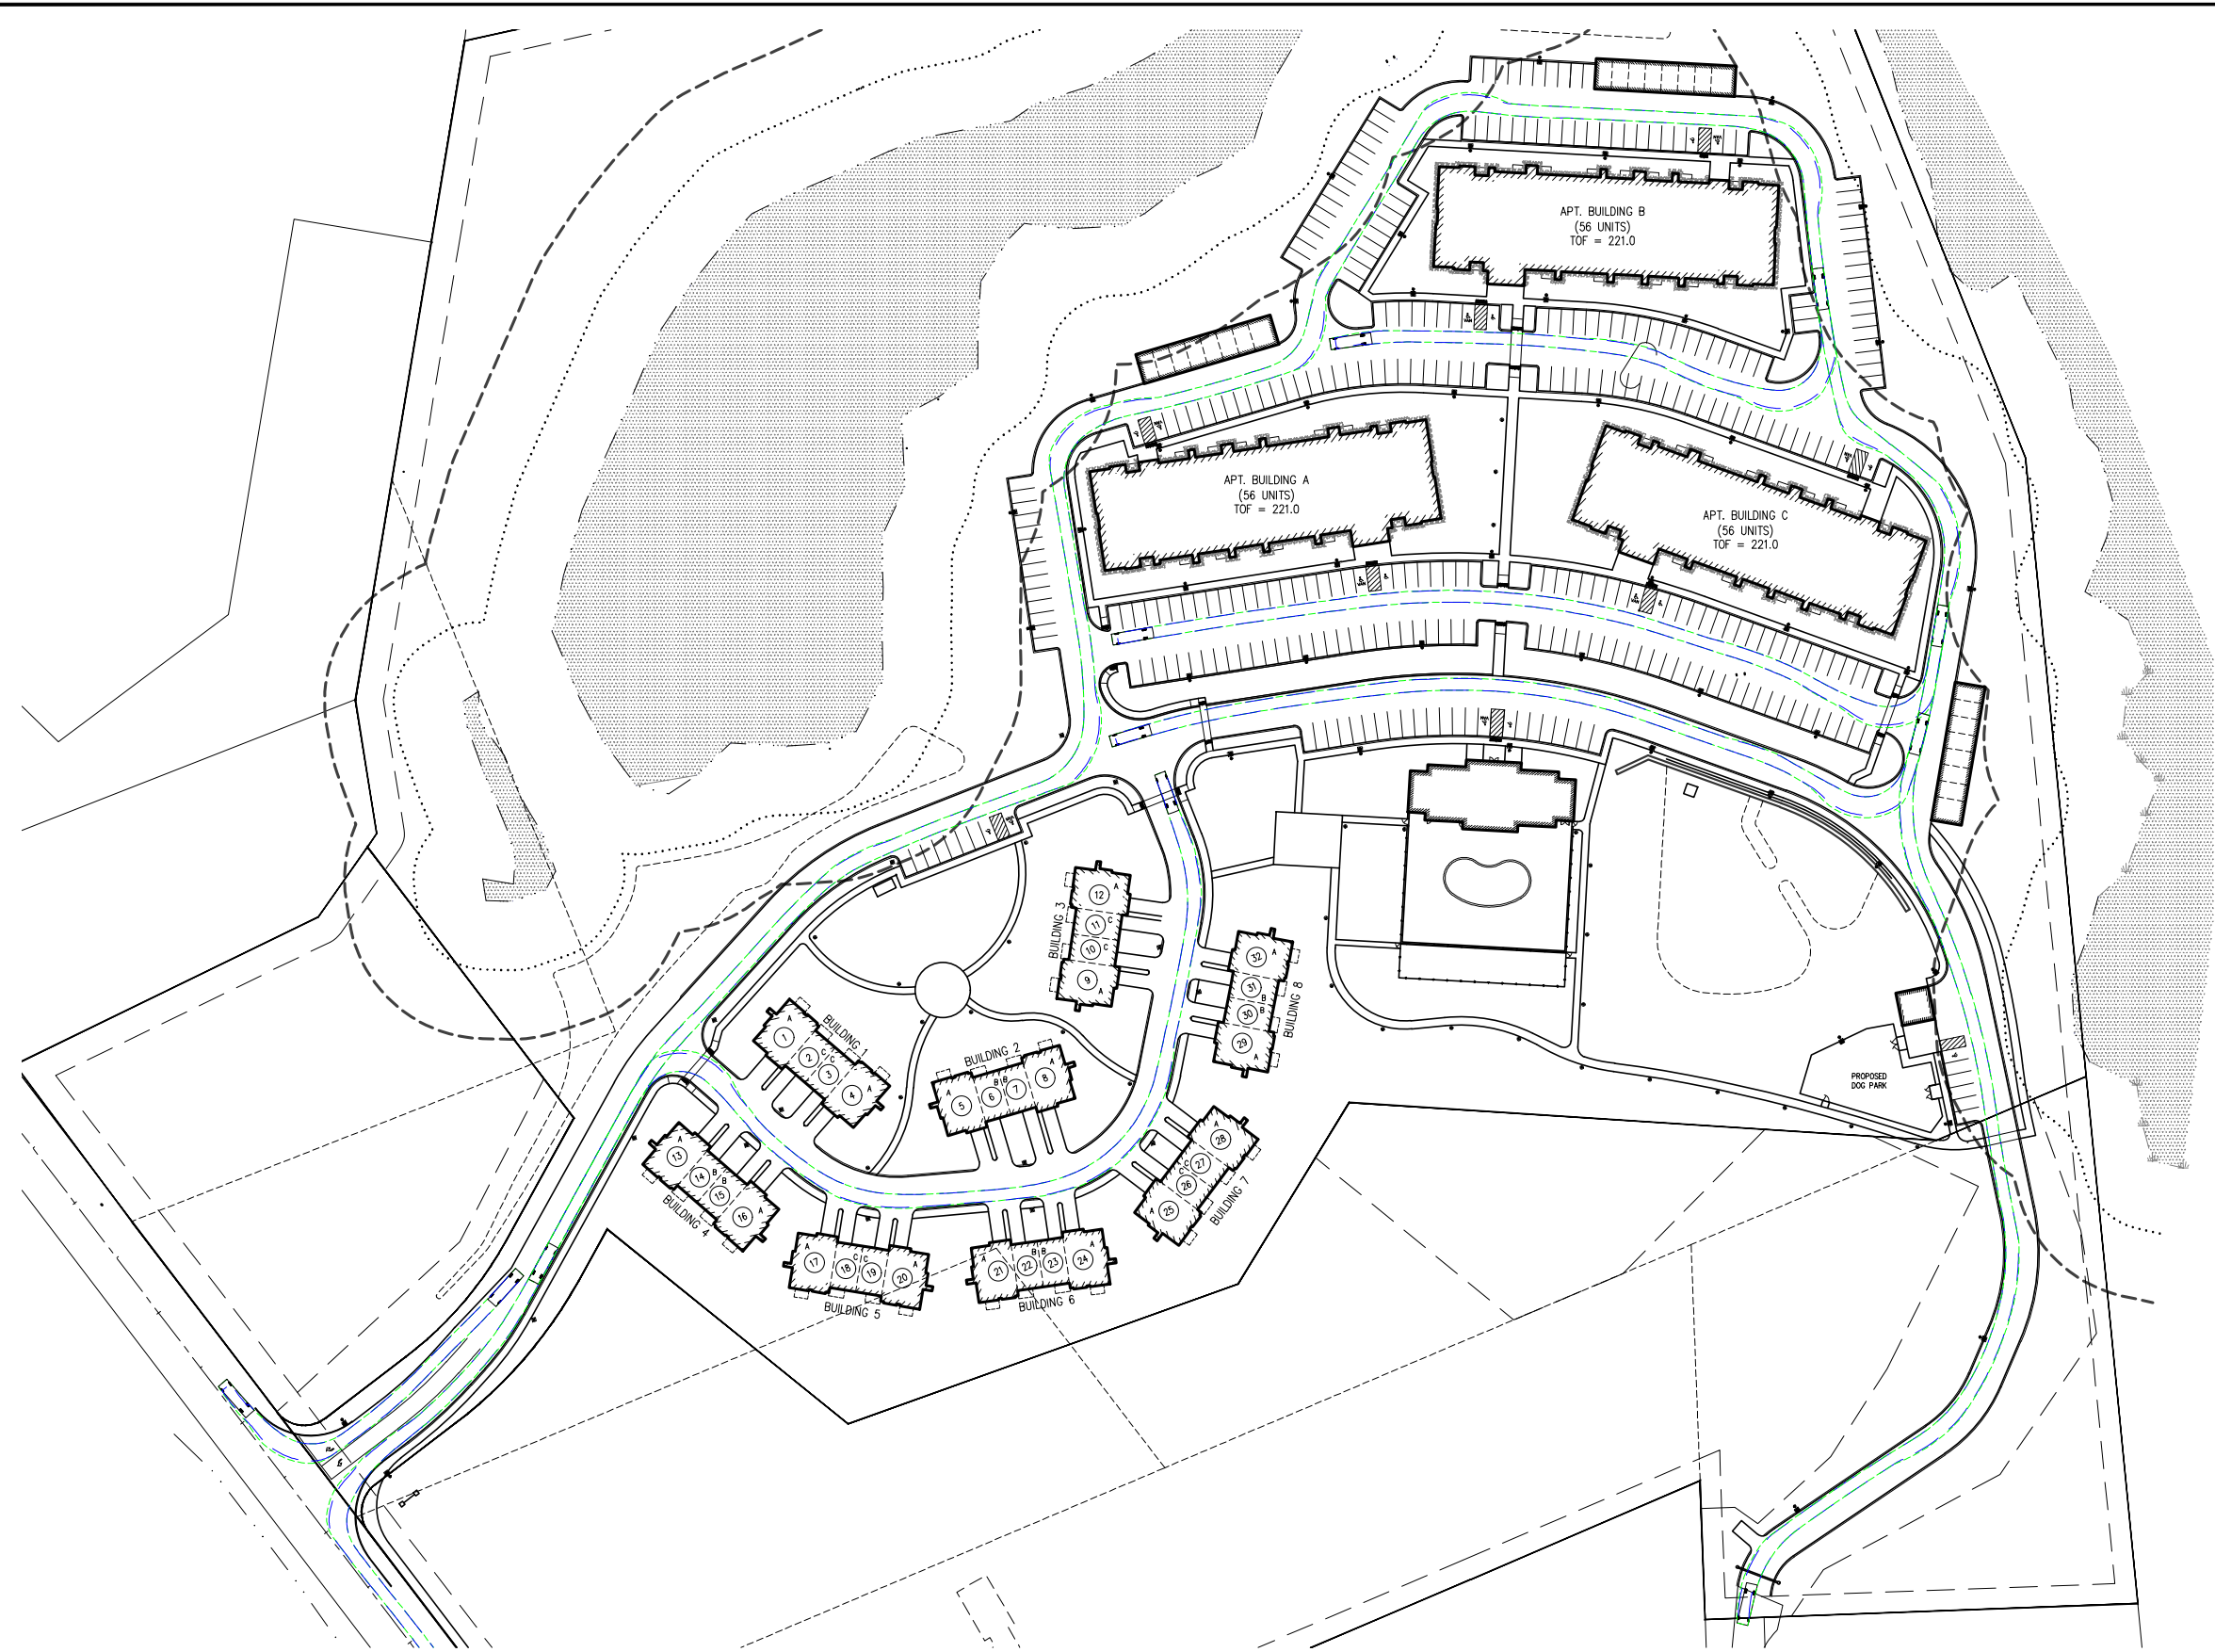 APT. BUILDING B
(56 UNITS)
TOF = 221.0
APT. BUILDING A
(56 UNITS)
TOF = 221.0
APT. BUILDING C
(56 UNITS)
TOF = 221.0
BUILDING 3
12 A
11 C
10 C
9 A
BUILDING 8
32 A
31 B
30 B
29 A
BUILDING
1 A
2 C
3 C
4 A
BUILDING 2
5 A
6 B
7 B
8 A
PROPOSED
DOG PARK
BUILDING 4
13 A
14 B
15 B
16 A
BUILDING 7
28 A
27 C
26 C
25 A
BUILDING 5
17 A
18 C
19 C
20 A
BUILDING 6
21 A
22 B
23 B
24 A